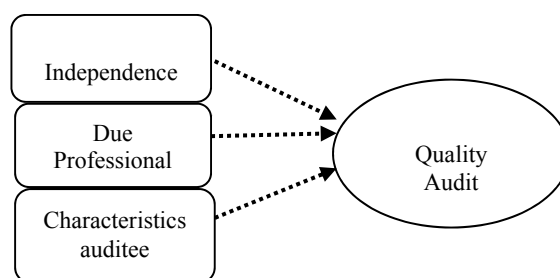 Independence
Due
Professional
Characteristics
auditee
Quality
Audit